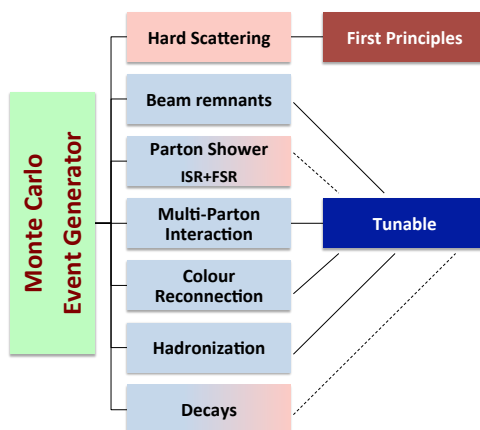 Monte Carlo
Event Generator
Hard Scattering
First Principles
Beam remnants
Parton Shower
ISR+FSR
Multi-Parton
Interaction
Tunable
Colour
Reconnection
Hadronization
Decays